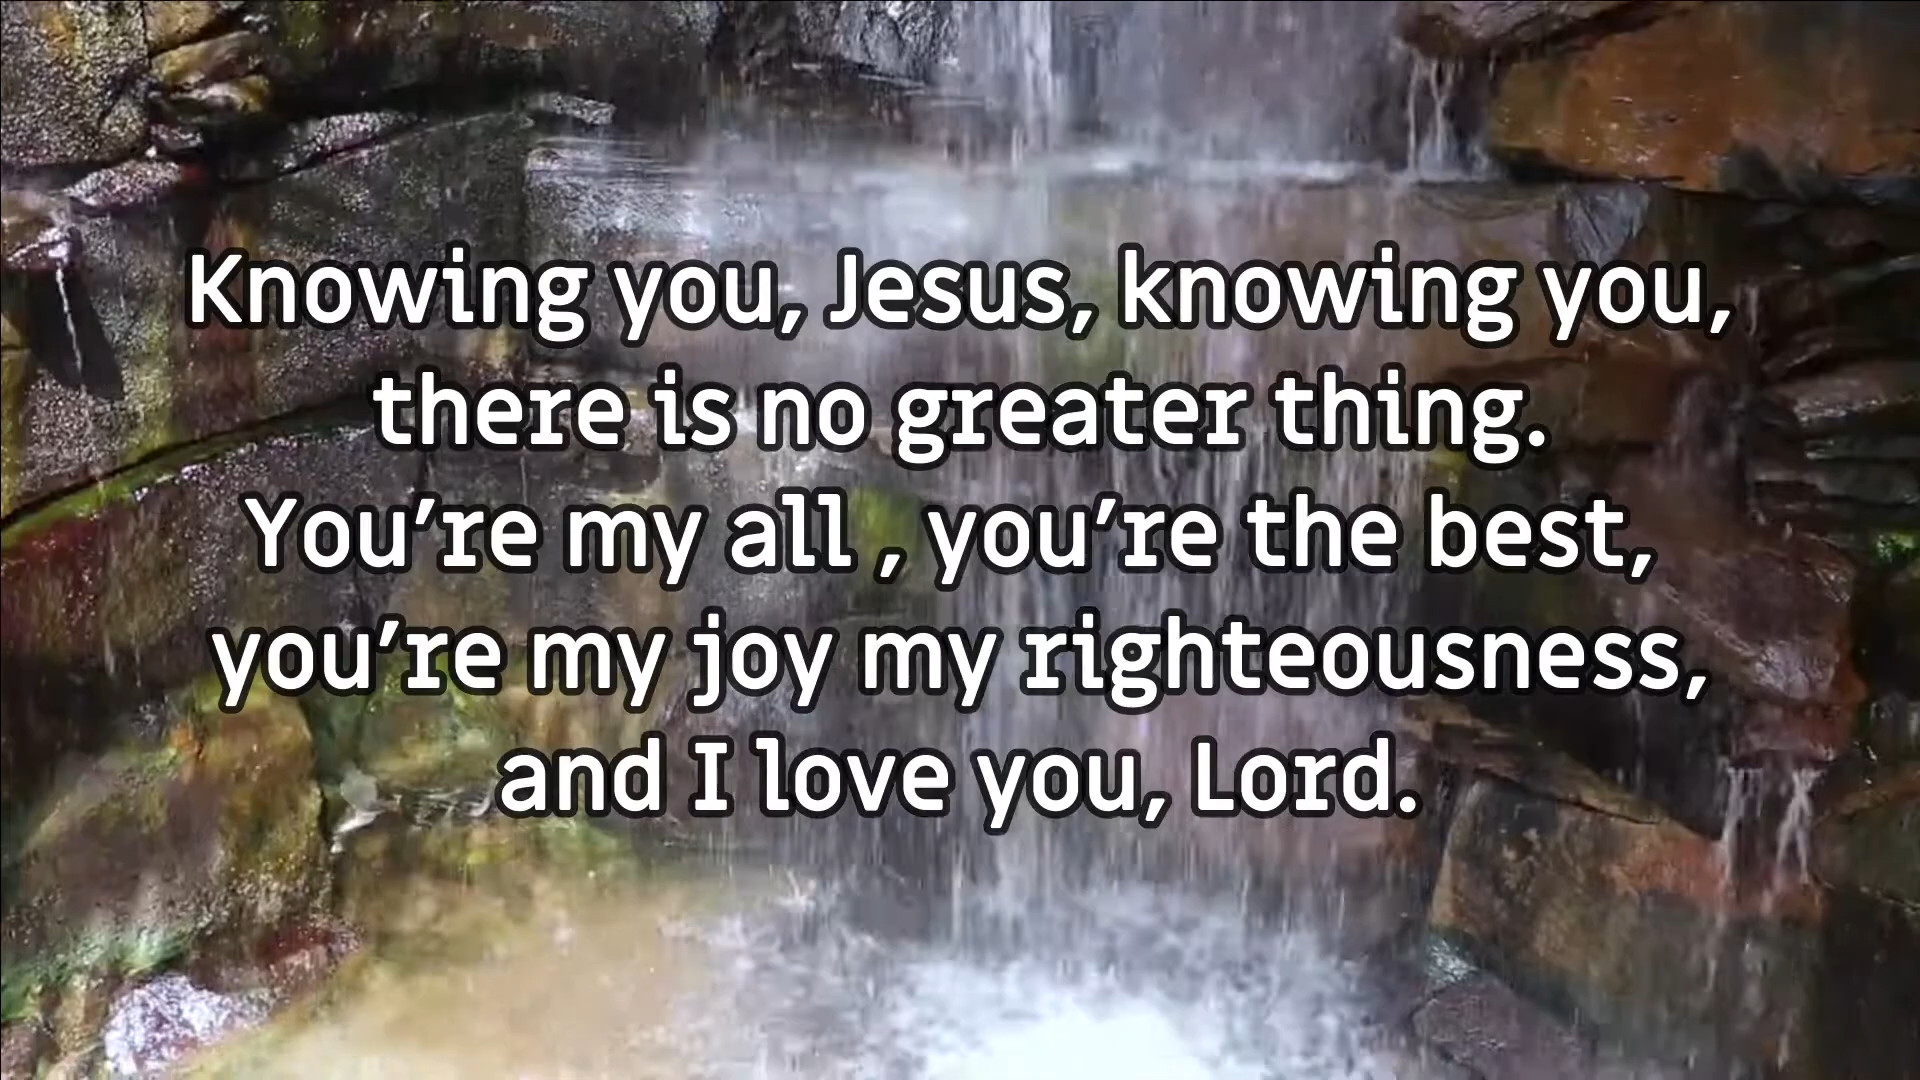 Knowing you, Jesus, knowing you,
there is no greater thing.
You’re my all , you’re the best,
you’re my joy my righteousness,
and I love you, Lord.